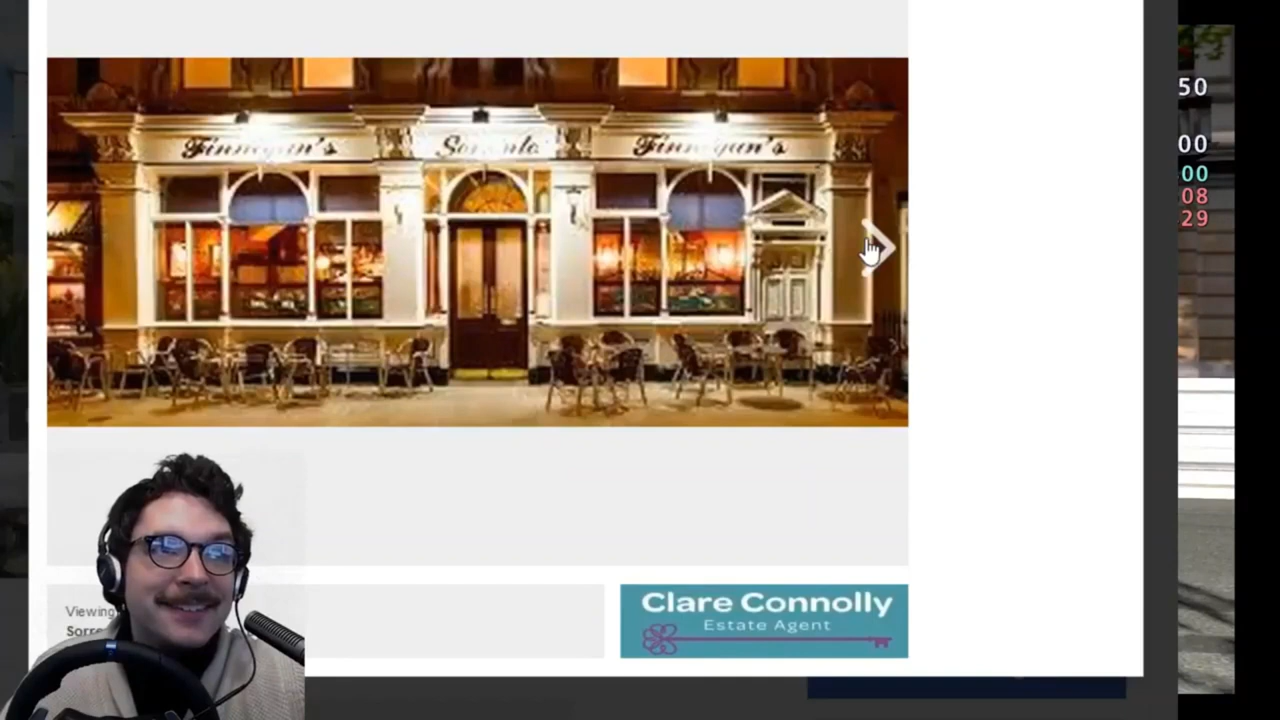 Finnegan's
Sorrento
Finnegan's
50
00
00
08
29
Viewing
Sorre
Clare Connolly
Estate Agent